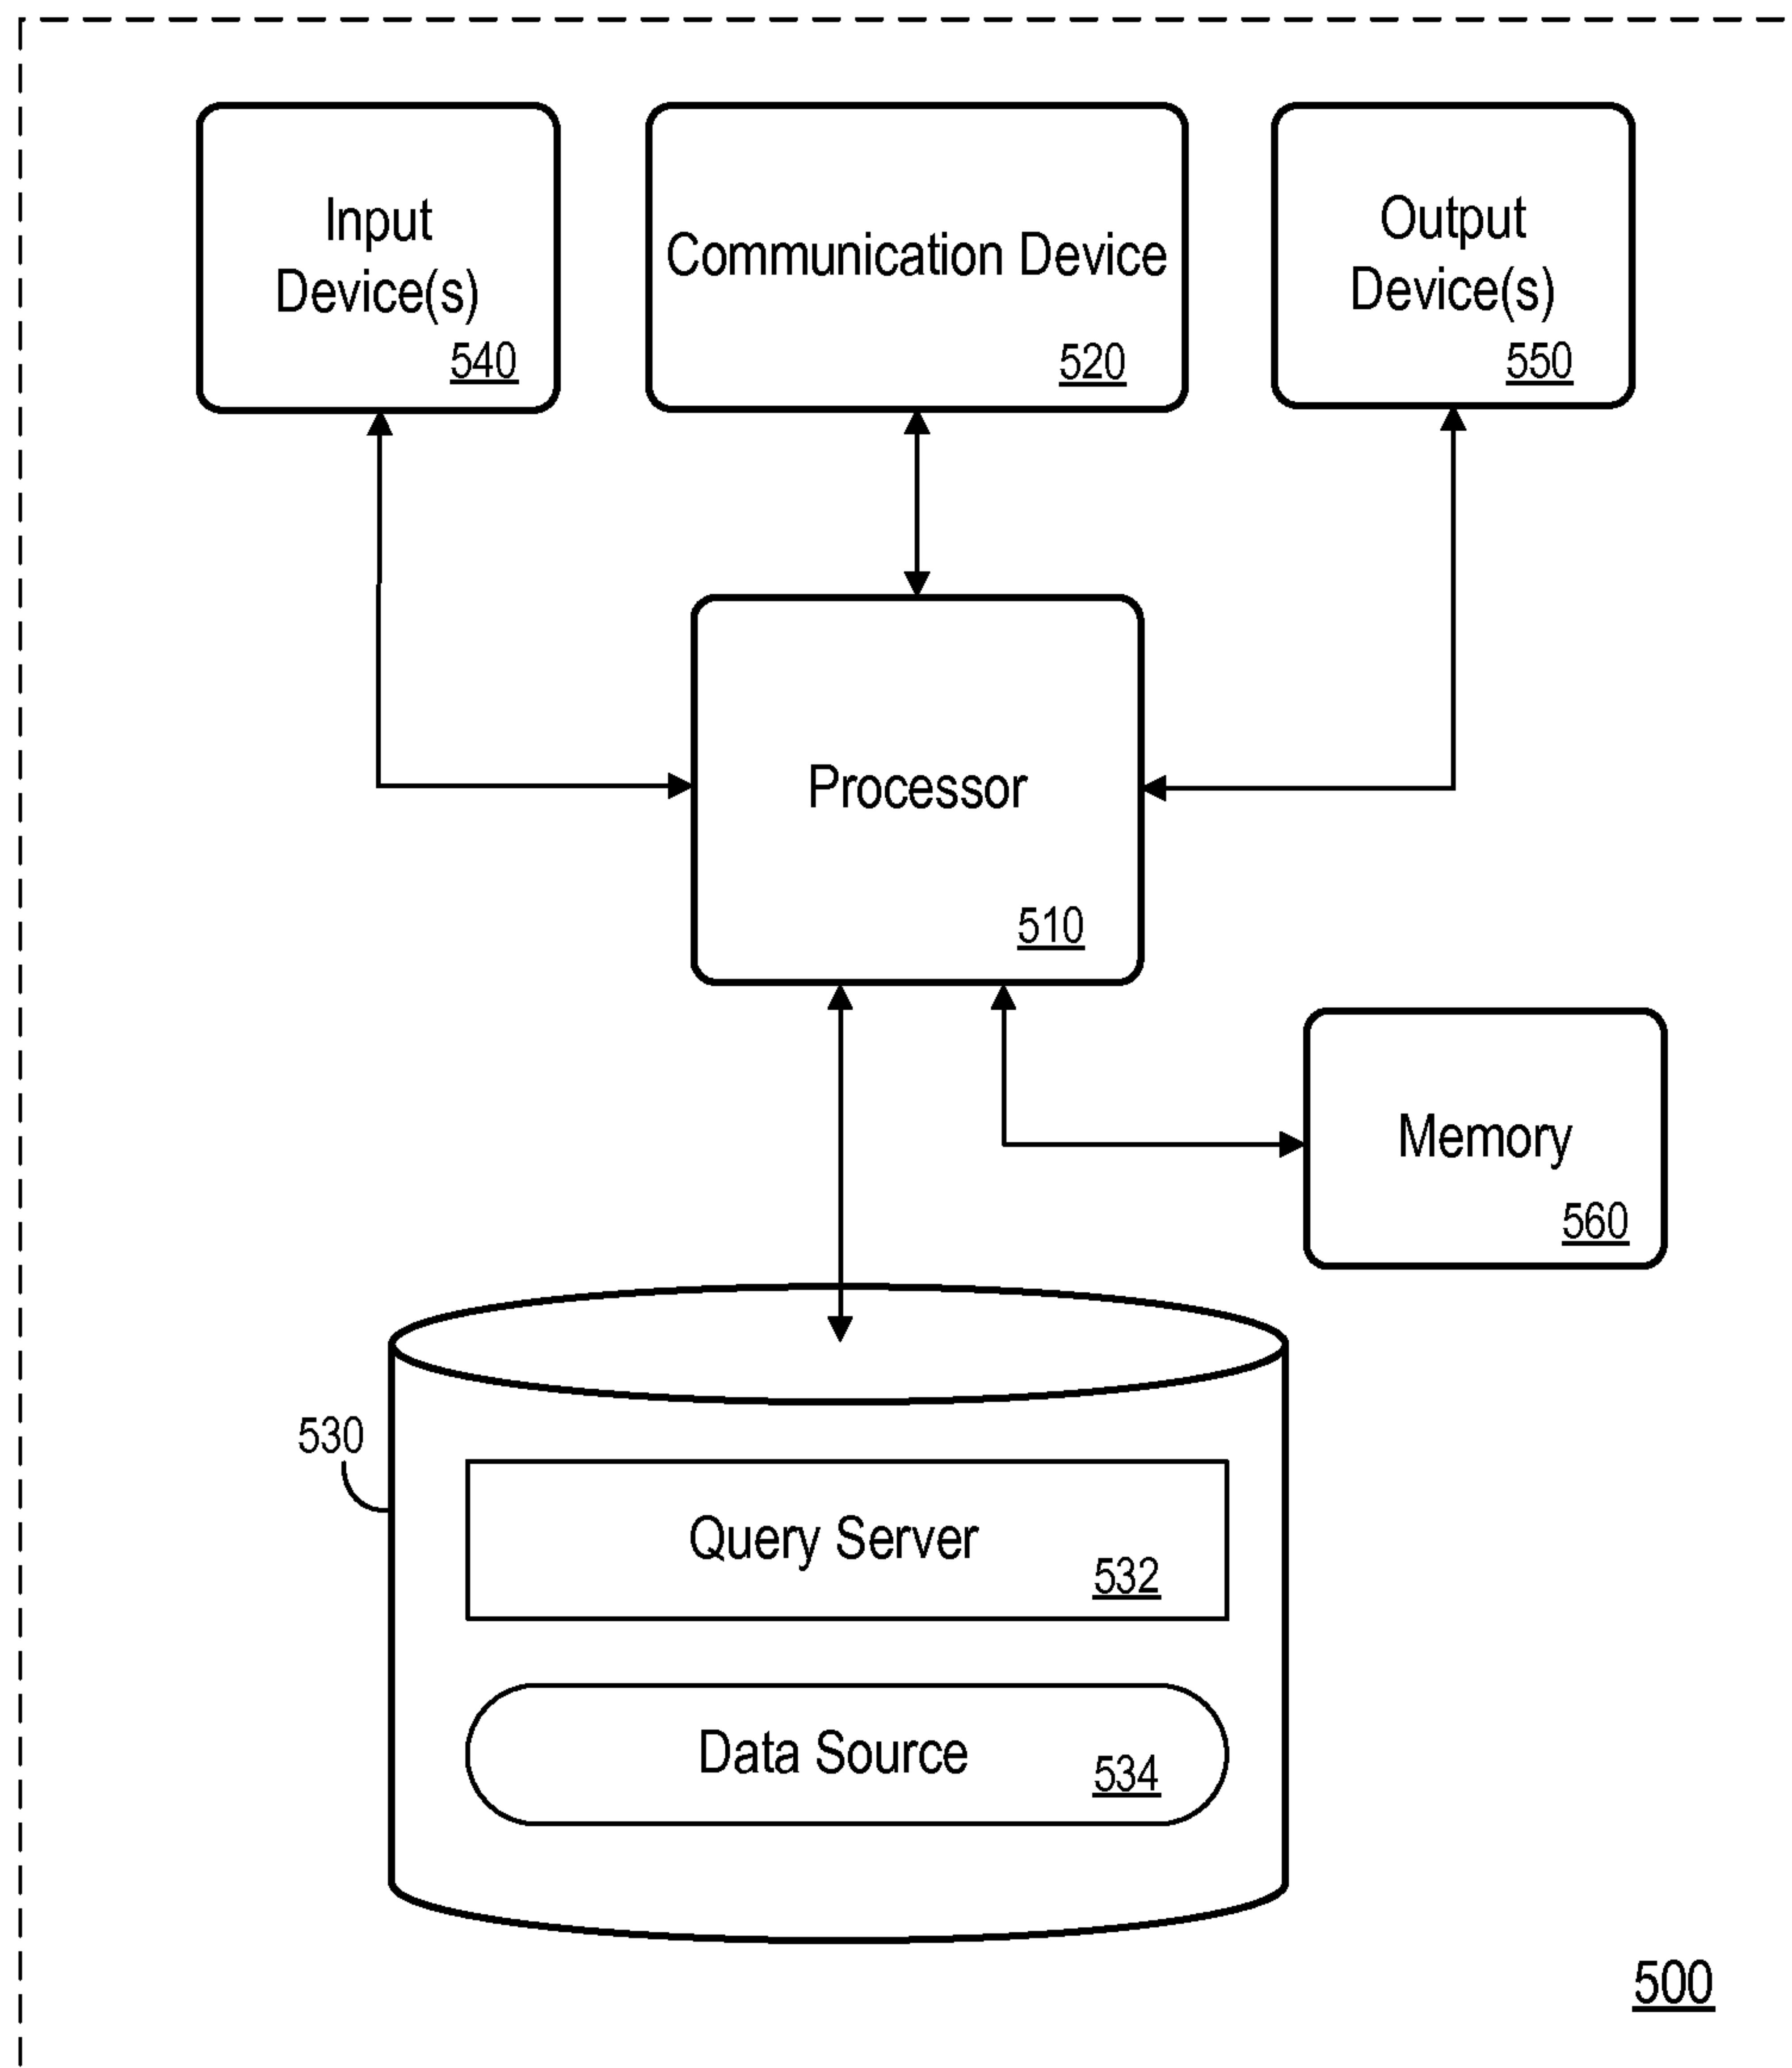 Input
Device(s)
540
Communication Device
520
Output
Device(s)
550
Processor
510
Memory
560
530
Query Server
532
Data Source
534
500